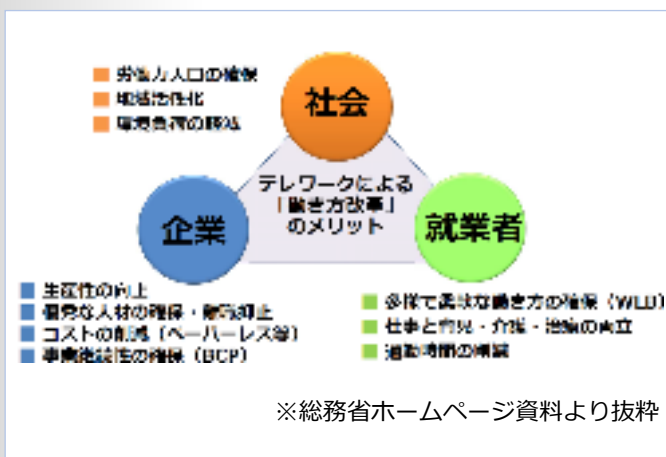 労働力人口の確保
地域活性化
環境負荷の軽減
社会
テレワークによる
「働き方改革」
のメリット
企業
就業者
生産性の向上
優秀な人材の確保・離職抑止
コストの削減（ペーパーレス等）
事業継続性の確保（BCP）
多様で柔軟な働き方の確保（WLB）
仕事と育児・介護・治療の両立
通勤時間の削減
※総務省ホームページ資料より抜粋